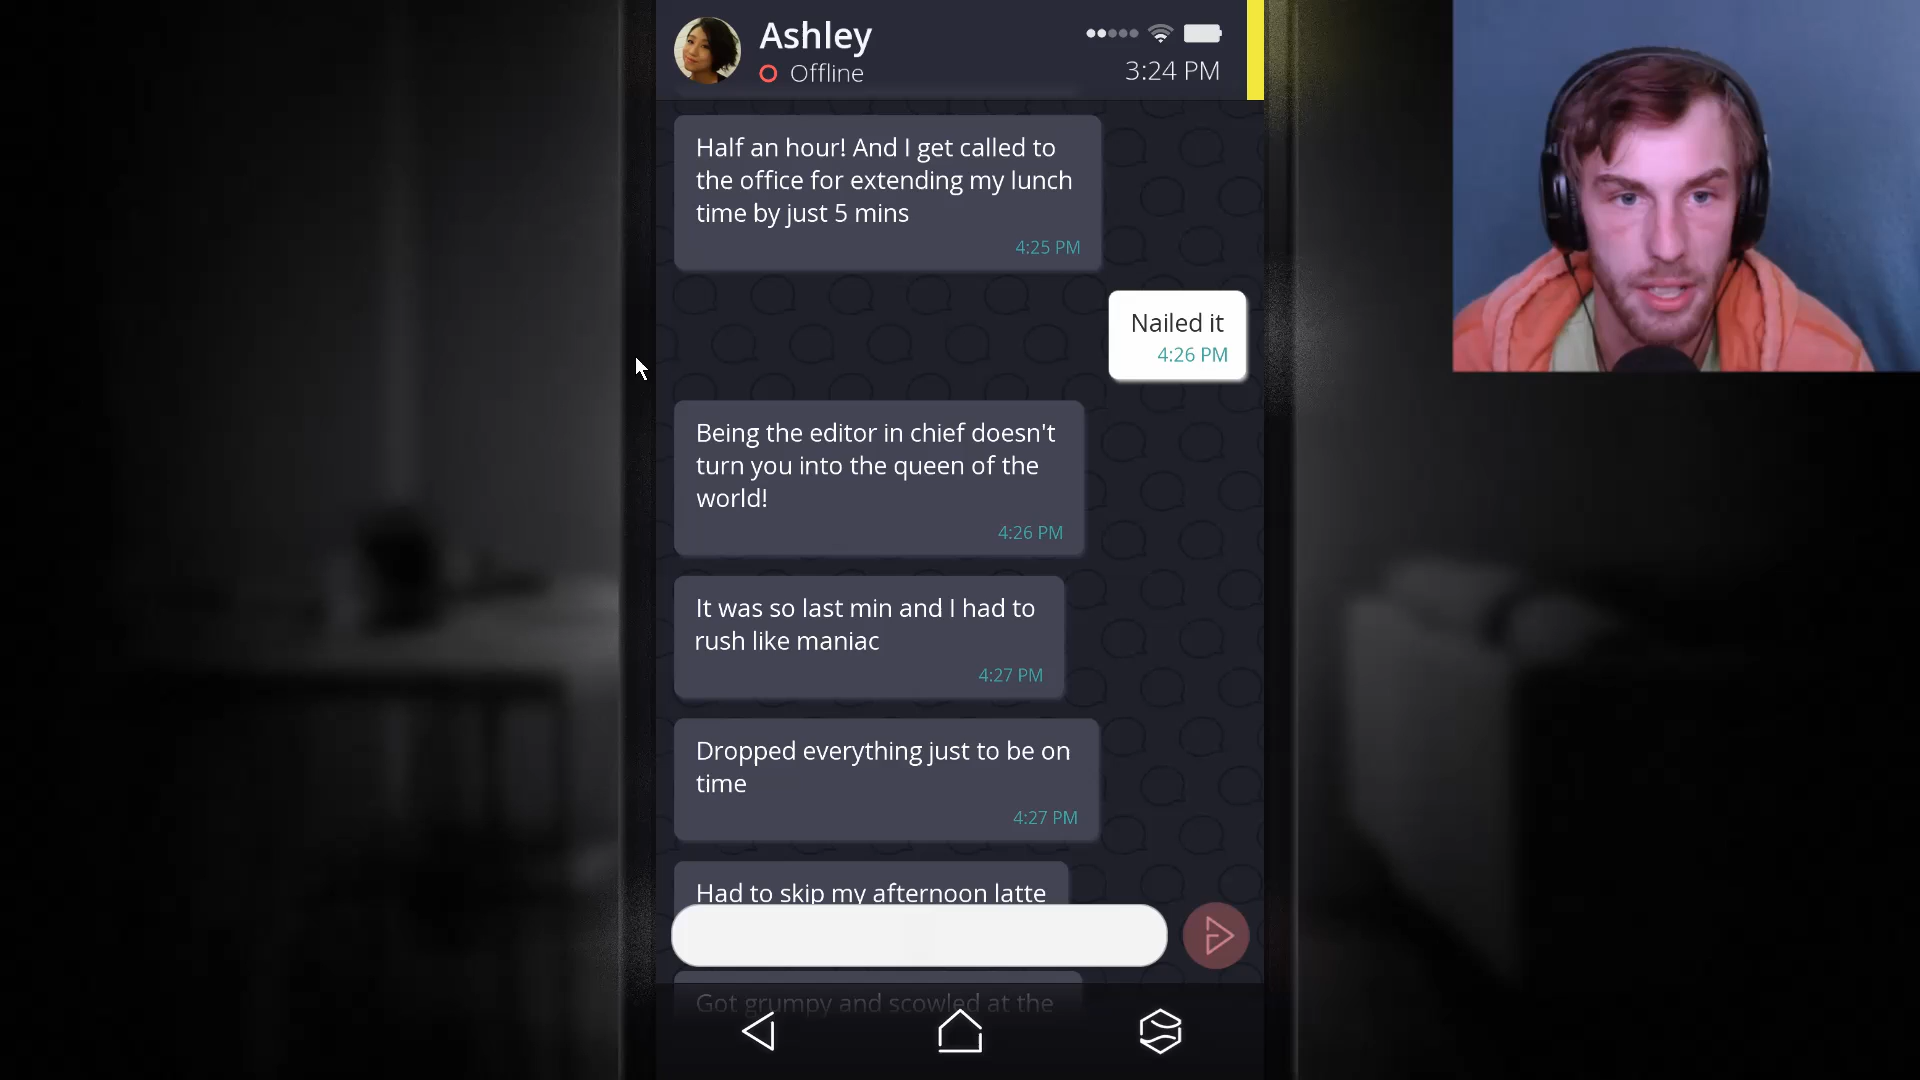 Ashley
Offline
3:24 PM
Half an hour! And I get called to
the office for extending my lunch
time by just 5 mins
4:25 PM
Nailed it
4:26 PM
Being the editor in chief doesn't
turn you into the queen of the
world!
4:26 PM
It was so last min and I had to
rush like maniac
4:27 PM
Dropped everything just to be on
time
4:27 PM
Had to skip my afternoon latte
Got grumpy and scowled at the